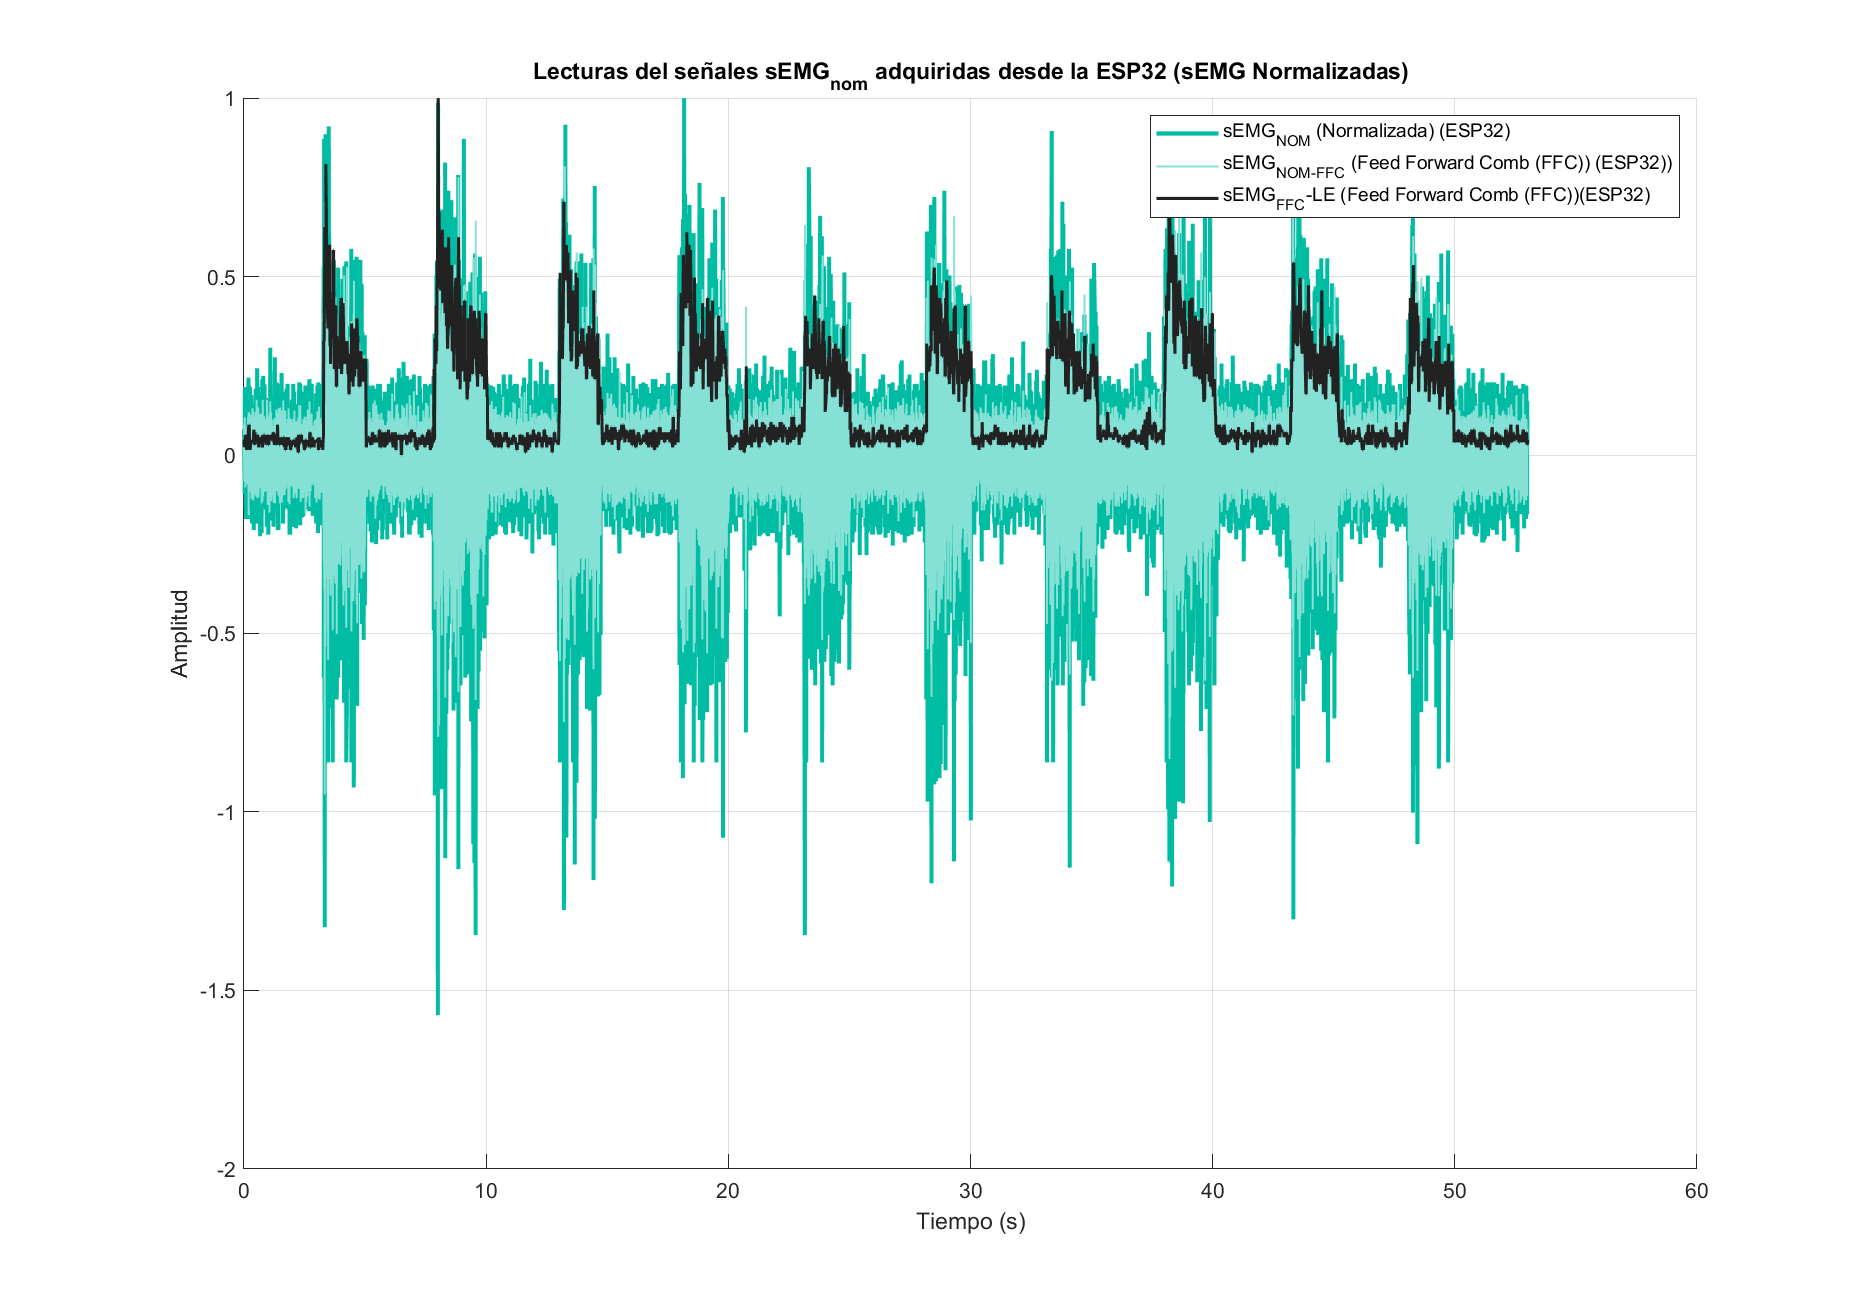 Lecturas del señales sEMGnom adquiridas desde la ESP32 (sEMG Normalizadas)
1
0.5
0
-0.5
-1
-1.5
-2
Amplitud
sEMGNOM (Normalizada) (ESP32)
sEMGNOM-FFC (Feed Forward Comb (FFC)) (ESP32))
sEMGFFC-LE (Feed Forward Comb (FFC))(ESP32)
0 10 20 30 40 50 60
Tiempo (s)